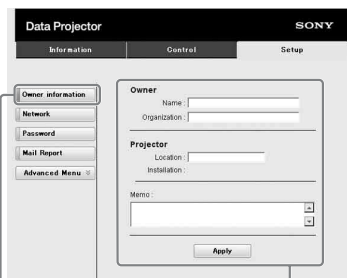 Data Projector
SONY
Information
Control
Setup
Owner information
Network
Password
Mail Report
Advanced Menu
Owner
Name :
Organization :
Projector
Location :
Installation :
Memo :
Apply